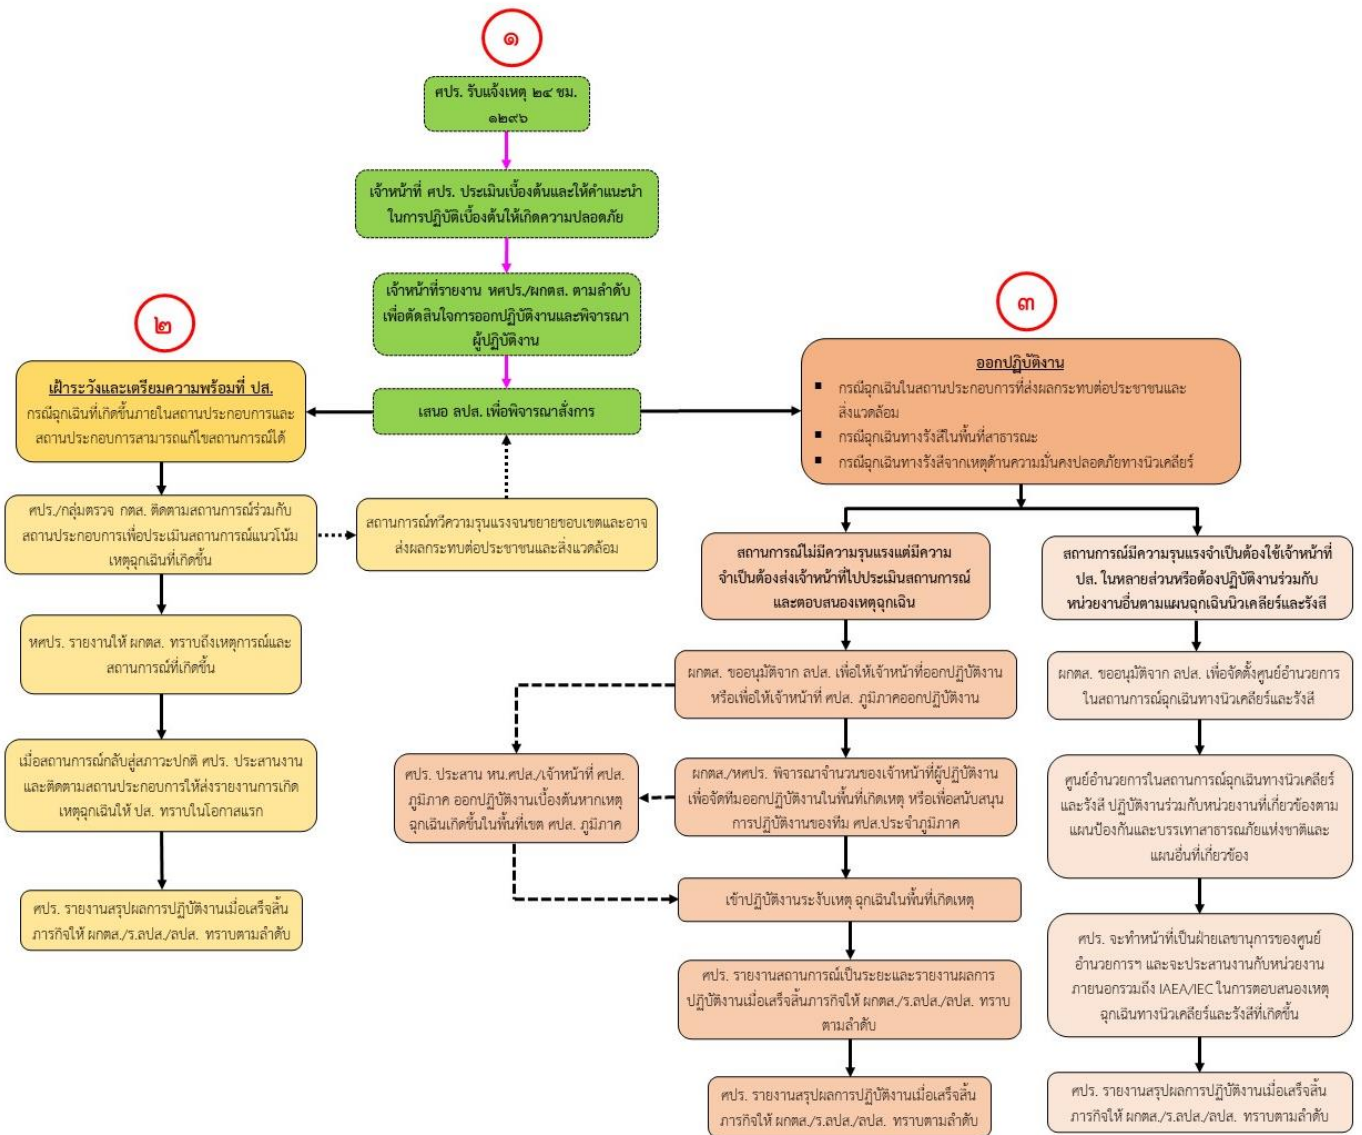 ๑
ศปร. รับแจ้งเหตุ ๒๔ ชม.
๑๒๙๖
เจ้าหน้าที่ ศปร. ประเมินเบื้องต้นและให้คำแนะนำ
ในการปฏิบัติเบื้องต้นให้เกิดความปลอดภัย
เจ้าหน้าที่รายงาน หศปร./ผกตส. ตามลำดับ
เพื่อตัดสินใจการออกปฏิบัติงานและพิจารณา
ผู้ปฏิบัติงาน
เสนอ ลปส. เพื่อพิจารณาสั่งการ
๒
เฝ้าระวังและเตรียมความพร้อมที่ ปส.
กรณีฉุกเฉินที่เกิดขึ้นภายในสถานประกอบการและ
สถานประกอบการสามารถแก้ไขสถานการณ์ได้
ศปร./กลุ่มตรวจ กตส. ติดตามสถานการณ์ร่วมกับ
สถานประกอบการเพื่อประเมินสถานการณ์แนวโน้ม
เหตุฉุกเฉินที่เกิดขึ้น
สถานการณ์ทวีความรุนแรงจนขยายขอบเขตและอาจ
ส่งผลกระทบต่อประชาชนและสิ่งแวดล้อม
หศปร. รายงานให้ ผกตส. ทราบถึงเหตุการณ์และ
สถานการณ์ที่เกิดขึ้น
เมื่อสถานการณ์กลับสู่สภาวะปกติ ศปร. ประสานงาน
และติดตามสถานประกอบการให้ส่งรายงานการเกิด
เหตุฉุกเฉินให้ ปส. ทราบในโอกาสแรก
ศปร. รายงานสรุปผลการปฏิบัติงานเมื่อเสร็จสิ้น
ภารกิจให้ ผกตส./ร.ลปส./ลปส. ทราบตามลำดับ
๓
ออกปฏิบัติงาน
▪ กรณีฉุกเฉินในสถานประกอบการที่ส่งผลกระทบต่อประชาชนและ
สิ่งแวดล้อม
▪ กรณีฉุกเฉินทางรังสีในพื้นที่สาธารณะ
▪ กรณีฉุกเฉินทางรังสีจากเหตุด้านความมั่นคงปลอดภัยทางนิวเคลียร์
สถานการณ์ไม่มีความรุนแรงแต่มีความ
จำเป็นต้องส่งเจ้าหน้าที่ไปประเมินสถานการณ์
และตอบสนองเหตุฉุกเฉิน
ผกตส. ขออนุมัติจาก ลปส. เพื่อให้เจ้าหน้าที่ออกปฏิบัติงาน
หรือเพื่อให้เจ้าหน้าที่ ศปส. ภูมิภาคออกปฏิบัติงาน
ศปร. ประสาน หน.ศปส./เจ้าหน้าที่ ศปส.
ภูมิภาค ออกปฏิบัติงานเบื้องต้นหากเหตุ
ฉุกเฉินเกิดขึ้นในพื้นที่เขต ศปส. ภูมิภาค
ผกตส./หศปร. พิจารณาจำนวนของเจ้าหน้าที่ผู้ปฏิบัติงาน
เพื่อจัดทีมออกปฏิบัติงานในพื้นที่เกิดเหตุ หรือเพื่อสนับสนุน
การปฏิบัติงานของทีม ศปส.ประจำภูมิภาค
เข้าปฏิบัติงานระงับเหตุ ฉุกเฉินในพื้นที่เกิดเหตุ
ศปร. รายงานสถานการณ์เป็นระยะและรายงานผลการ
ปฏิบัติงานเมื่อเสร็จสิ้นภารกิจให้ ผกตส./ร.ลปส./ลปส. ทราบ
ตามลำดับ
ศปร. รายงานสรุปผลการปฏิบัติงานเมื่อเสร็จสิ้น
ภารกิจให้ ผกตส./ร.ลปส./ลปส. ทราบตามลำดับ
สถานการณ์มีความรุนแรงจำเป็นต้องใช้เจ้าหน้าที่
ปส. ในหลายส่วนหรือต้องปฏิบัติงานร่วมกับ
หน่วยงานอื่นตามแผนฉุกเฉินนิวเคลียร์และรังสี
ผกตส. ขออนุมัติจาก ลปส. เพื่อจัดตั้งศูนย์อำนวยการ
ในสถานการณ์ฉุกเฉินทางนิวเคลียร์และรังสี
ศูนย์อำนวยการในสถานการณ์ฉุกเฉินทางนิวเคลียร์
และรังสี ปฏิบัติงานร่วมกับหน่วยงานที่เกี่ยวข้องตาม
แผนป้องกันและบรรเทาสาธารณภัยแห่งชาติและ
แผนอื่นที่เกี่ยวข้อง
ศปร. จะทำหน้าที่เป็นฝ่ายเลขานุการของศูนย์
อำนวยการฯ และจะประสานงานกับหน่วยงาน
ภายนอกรวมถึง IAEA/IEC ในการตอบสนองเหตุ
ฉุกเฉินทางนิวเคลียร์และรังสีที่เกิดขึ้น
ศปร. รายงานสรุปผลการปฏิบัติงานเมื่อเสร็จสิ้น
ภารกิจให้ ผกตส./ร.ลปส./ลปส. ทราบตามลำดับ